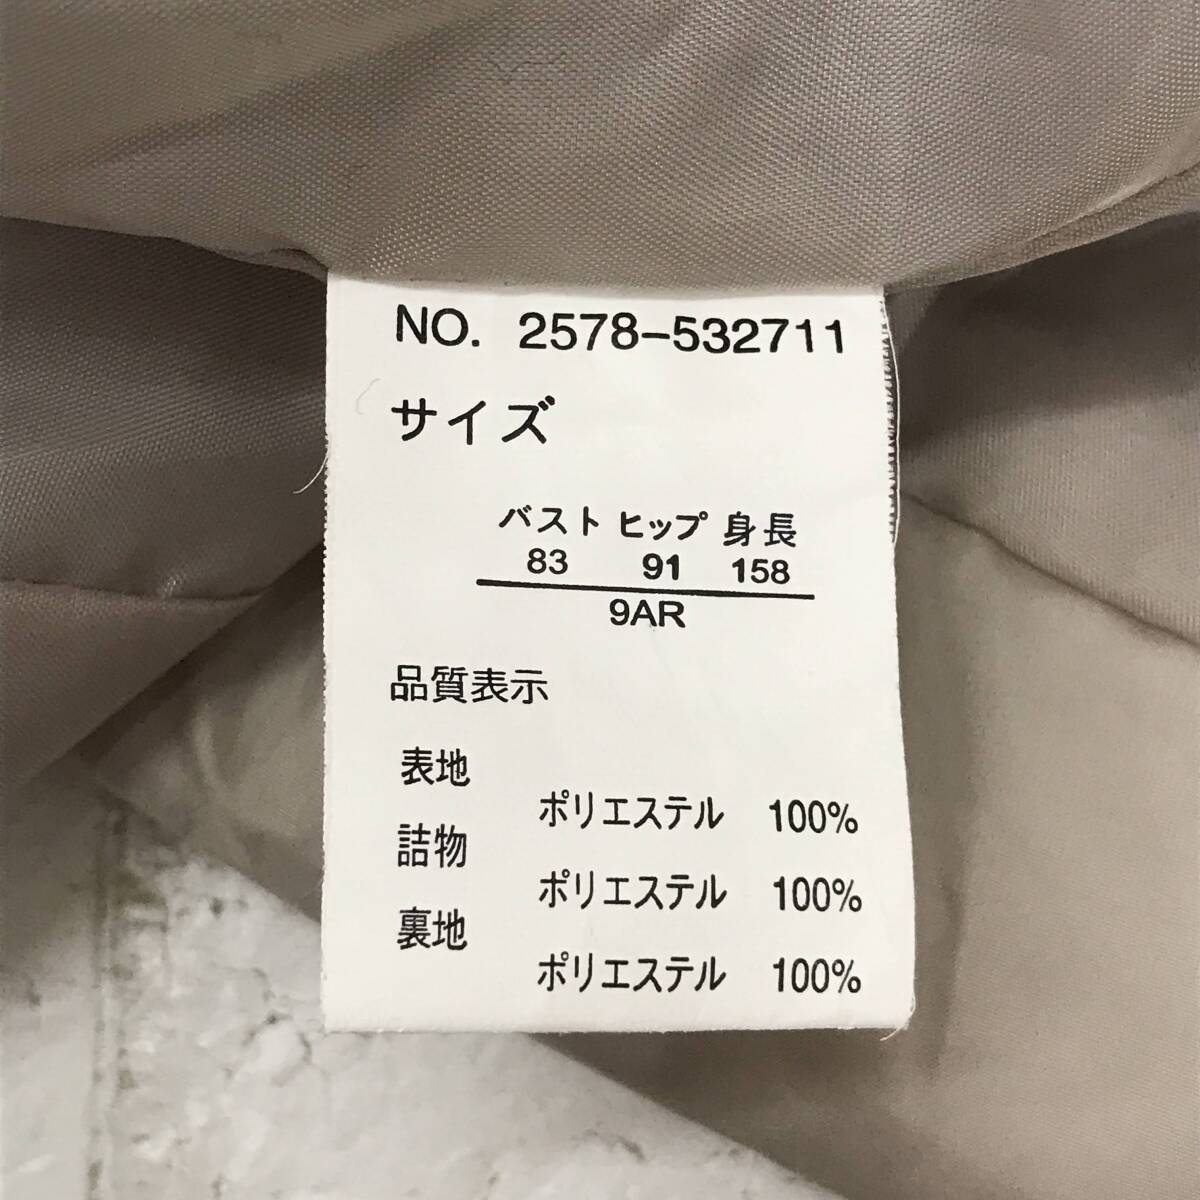 NO. 2578-532711
サイズ
バスト ヒップ 身長
83 91 158
9AR
品質表示
表地
ポリエステル 100%
詰物
ポリエステル 100%
裏地
ポリエステル 100%